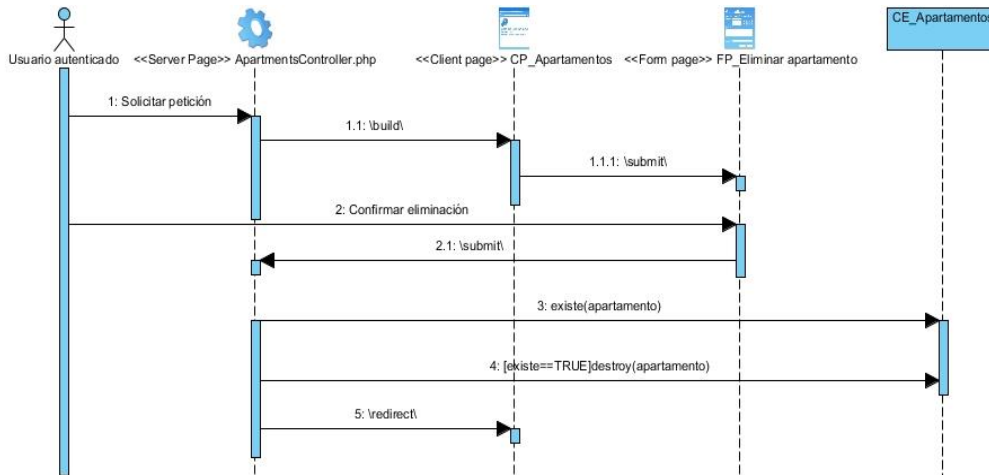 CE_Apartamentos
Usuario autenticado
<<Server Page>> ApartmentsController.php
<<Client page>> CP_Apartamentos
<<Form page>> FP_Eliminar apartamento
1: Solicitar petición
1.1: \build\
1.1.1: \submit\
2: Confirmar eliminación
2.1: \submit\
3: existe(apartamento)
4: [existe==TRUE]destroy(apartamento)
5: \redirect\